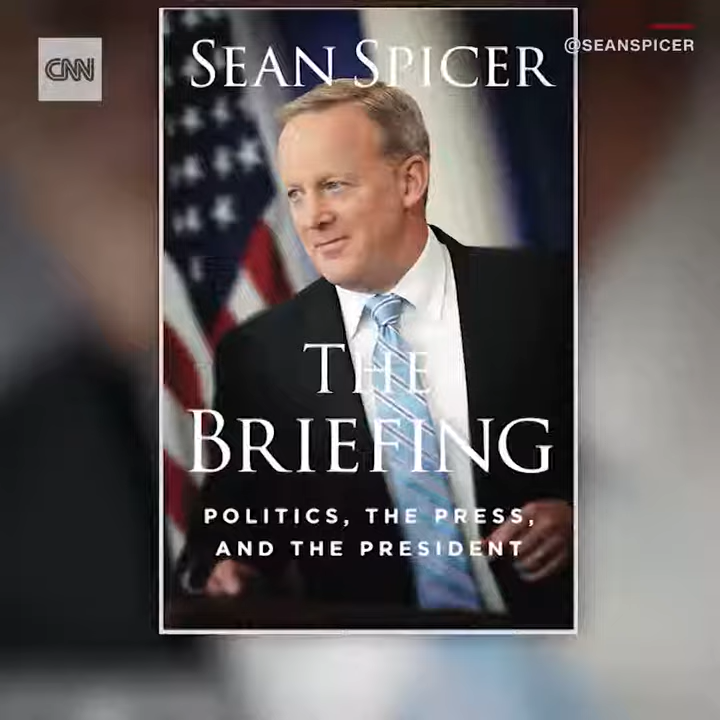 CNN
@SEANSPICER
SEAN SPICER
THE
BRIEFING
POLITICS, THE PRESS,
AND THE PRESIDENT